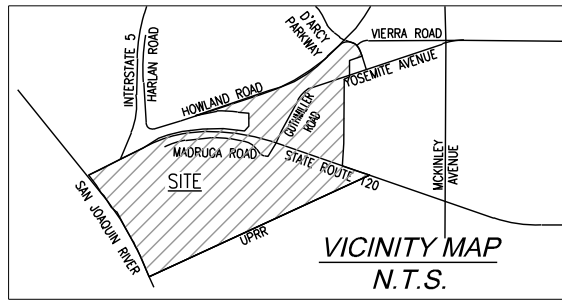 D'ARCY
PARKWAY
VIERRA ROAD
YOSEMITE AVENUE
INTERSTATE 5
HARLAN ROAD
HOWLAND ROAD
GUTHMILLER
ROAD
MADRUGA ROAD
STATE ROUTE 120
MCKINLEY
AVENUE
SITE
SAN JOAQUIN RIVER
UPRR
VICINITY MAP
N.T.S.